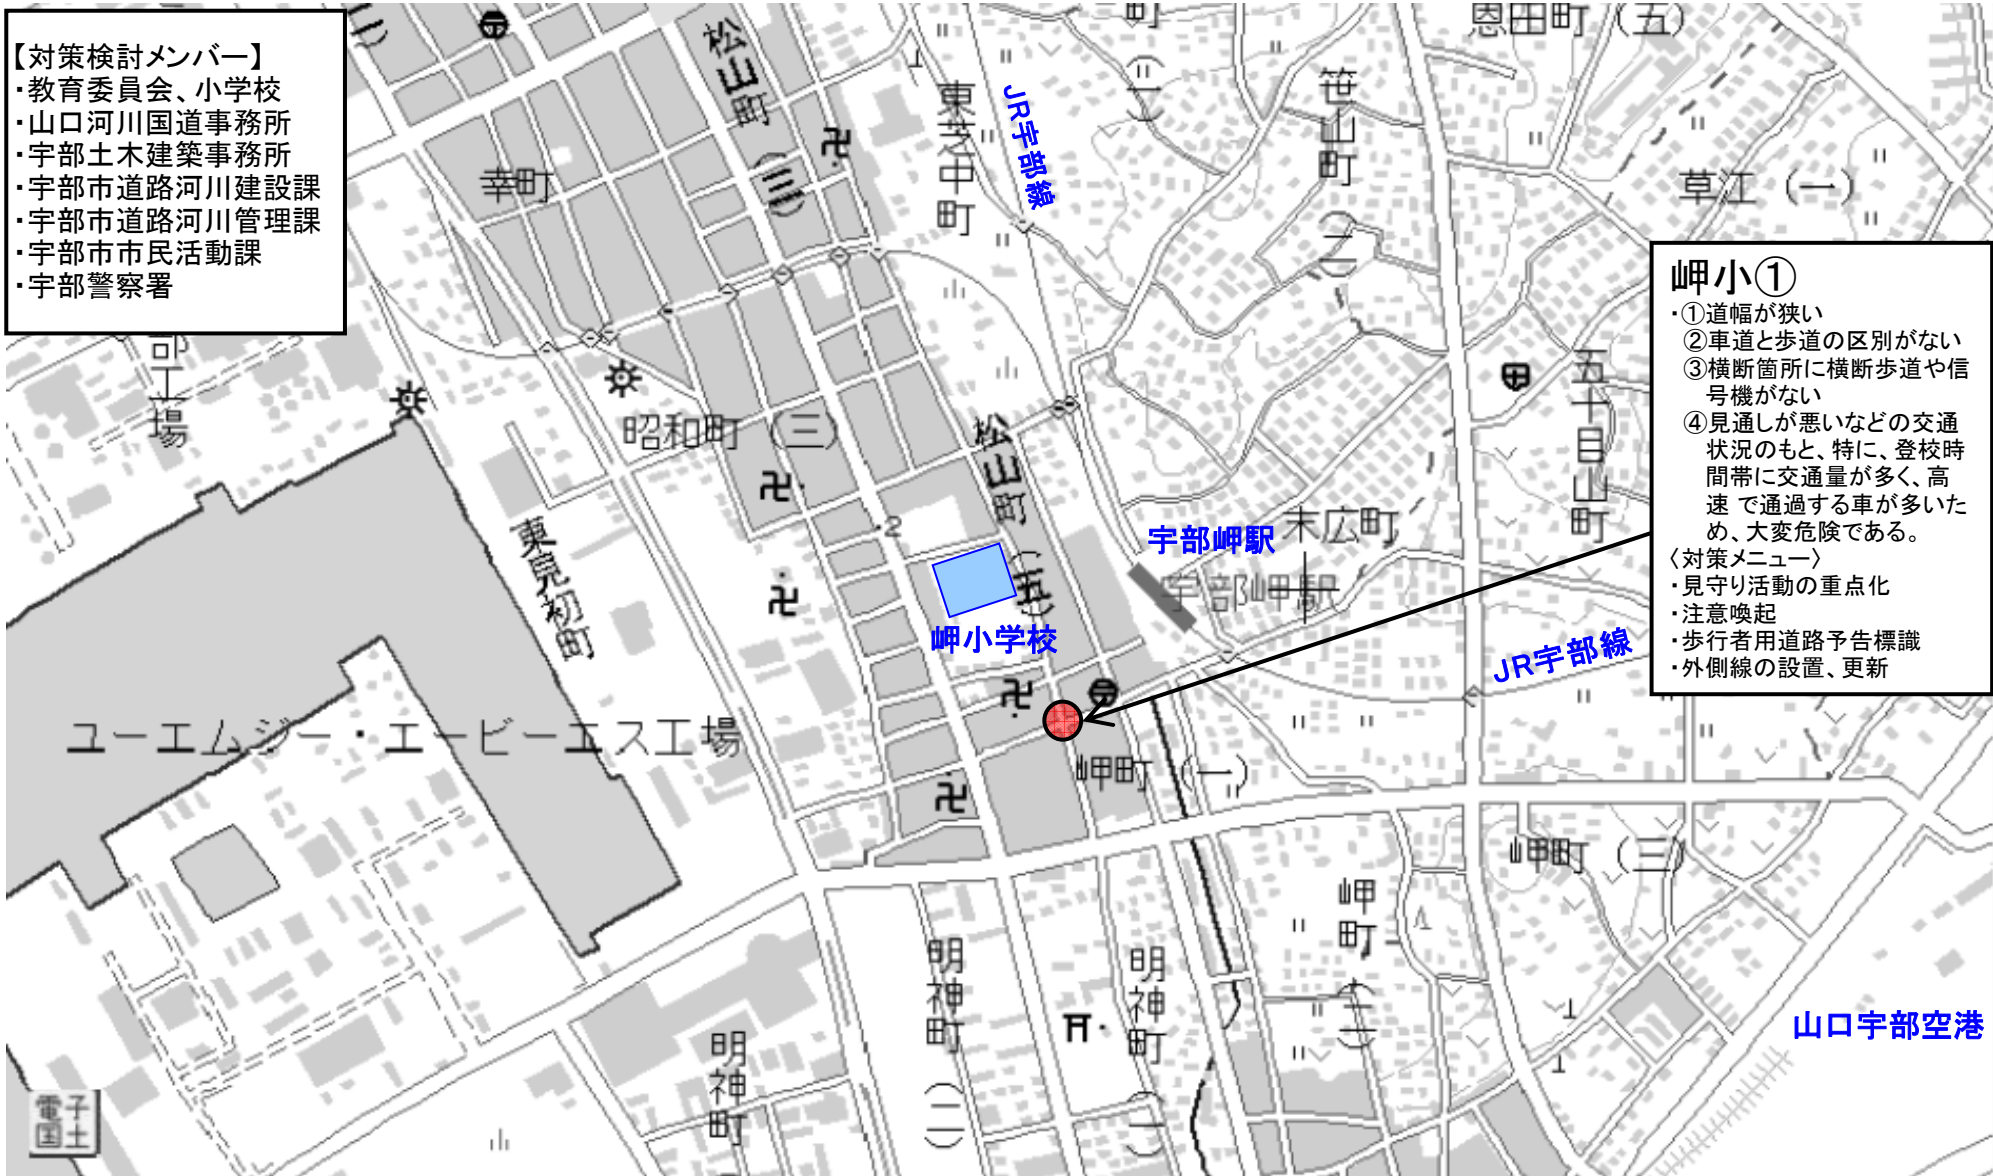 【対策検討メンバー】
・教育委員会、小学校
・山口河川国道事務所
・宇部土木建築事務所
・宇部市道路河川建設課
・宇部市道路河川管理課
・宇部市市民活動課
・宇部警察署
岬小①
・①道幅が狭い
②車道と歩道の区別がない
③横断箇所に横断歩道や信
号機がない
④見通しが悪いなどの交通
状況のもと、特に、登校時
間帯に交通量が多く、高
速 で通過する車が多いた
め、大変危険である。
〈対策メニュー〉
・見守り活動の重点化
・注意喚起
・歩行者用道路予告標識
・外側線の設置、更新
恩田町(五)
松山町(三)
東芝中町
JR宇部線
笹山町(二)
草江(一)
幸町
部工場
昭和町(三)
五十目山町
松山町(五)
東見初町
・2
宇部岬駅
末広町
宇部岬駅
岬小学校
JR宇部線
ユーエムジー・エービーエス工場
岬町(一)
岬町(三)
岬町(二)
明神町(二)
明神町(一)
明神町
山口宇部空港
電子
国土